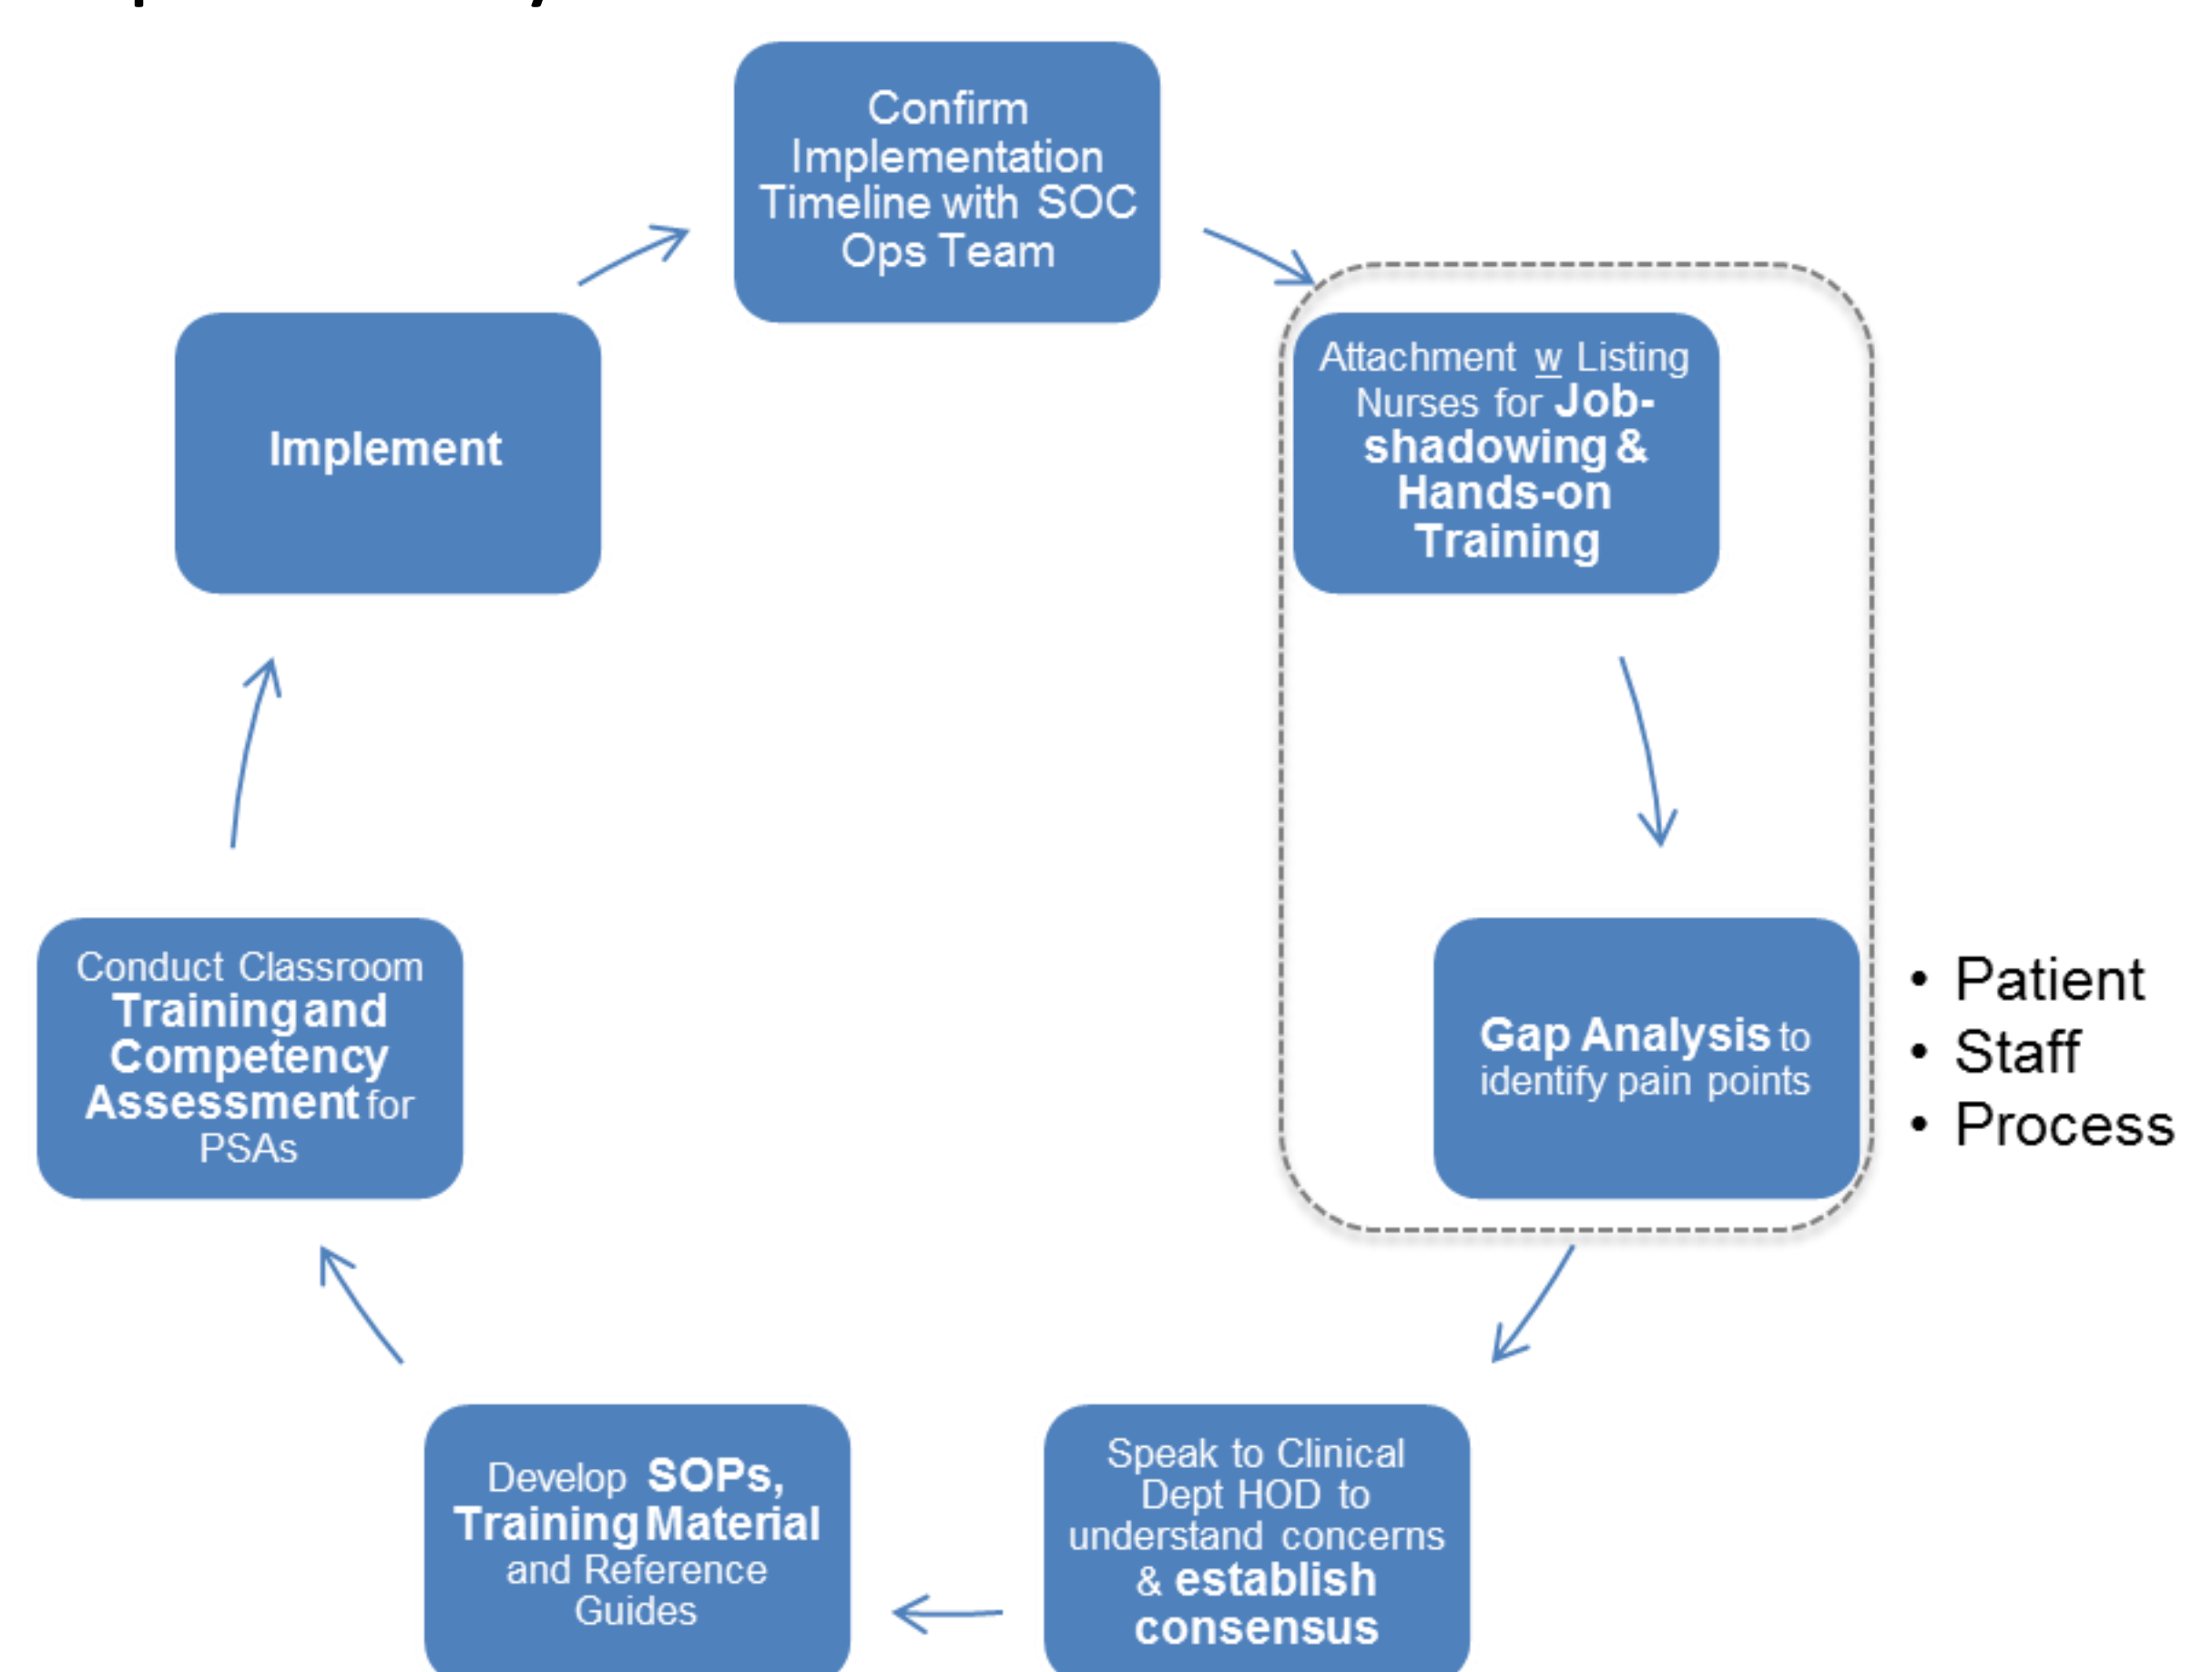 Confirm
Implementation
Timeline with SOC
Ops Team
Attachment w Listing
Nurses for Job-
shadowing &
Hands-on
Training
Gap Analysis to
identify pain points
• Patient
• Staff
• Process
Speak to Clinical
Dept HOD to
understand concerns
& establish
consensus
Develop SOPs,
Training Material
and Reference
Guides
Conduct Classroom
Training and
Competency
Assessment for
PSAs
Implement